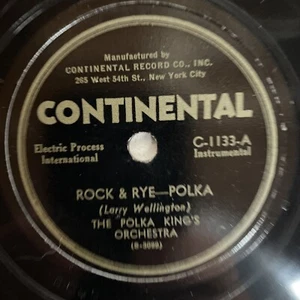 Manufactured by
CONTINENTAL RECORD CO., INC.
265 West 54th St., New York City
CONTINENTAL
Electric Process
International
C-1133-A
Instrumental
ROCK & RYE—POLKA
(Larry Wellington)
THE POLKA KING'S
ORCHESTRA